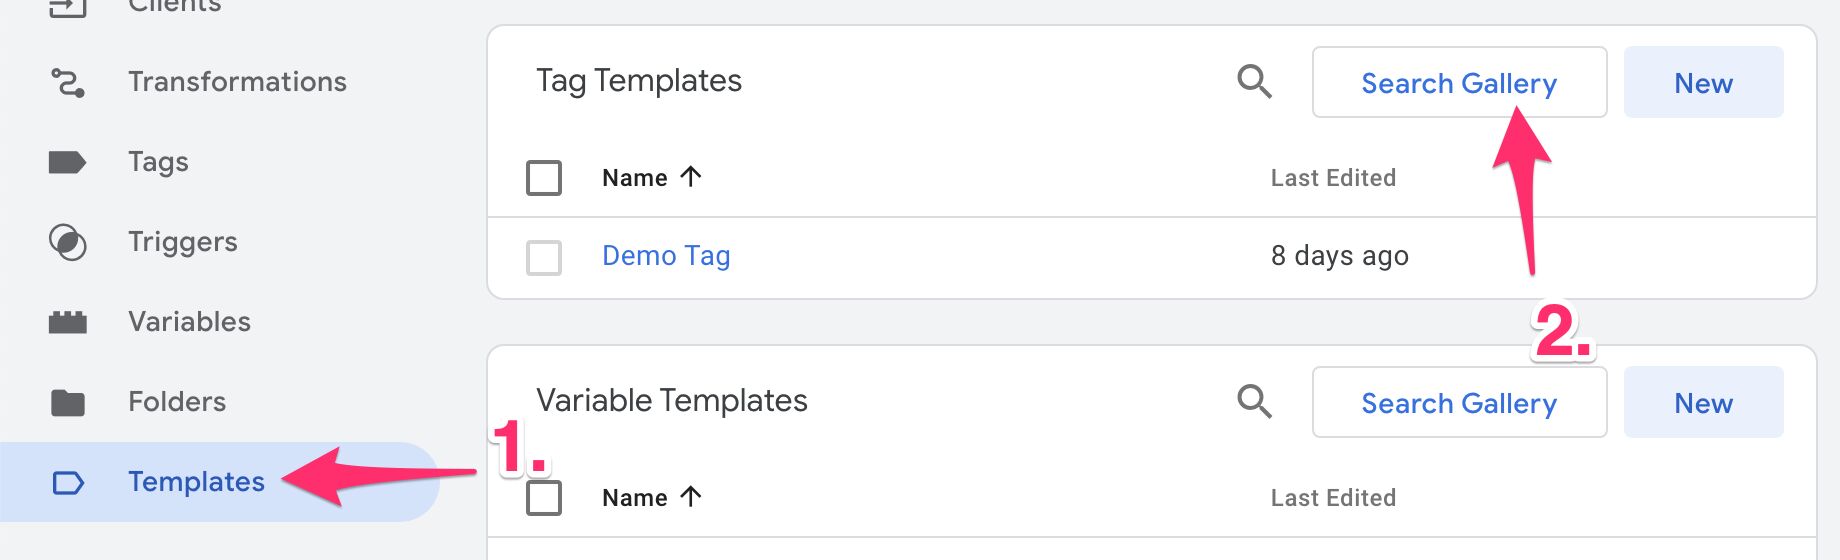 Clients
Transformations
Tags
Triggers
Variables
Folders
Templates
1.
Tag Templates
Search Gallery
New
Name
Last Edited
Demo Tag
8 days ago
2.
Variable Templates
Search Gallery
New
Name
Last Edited